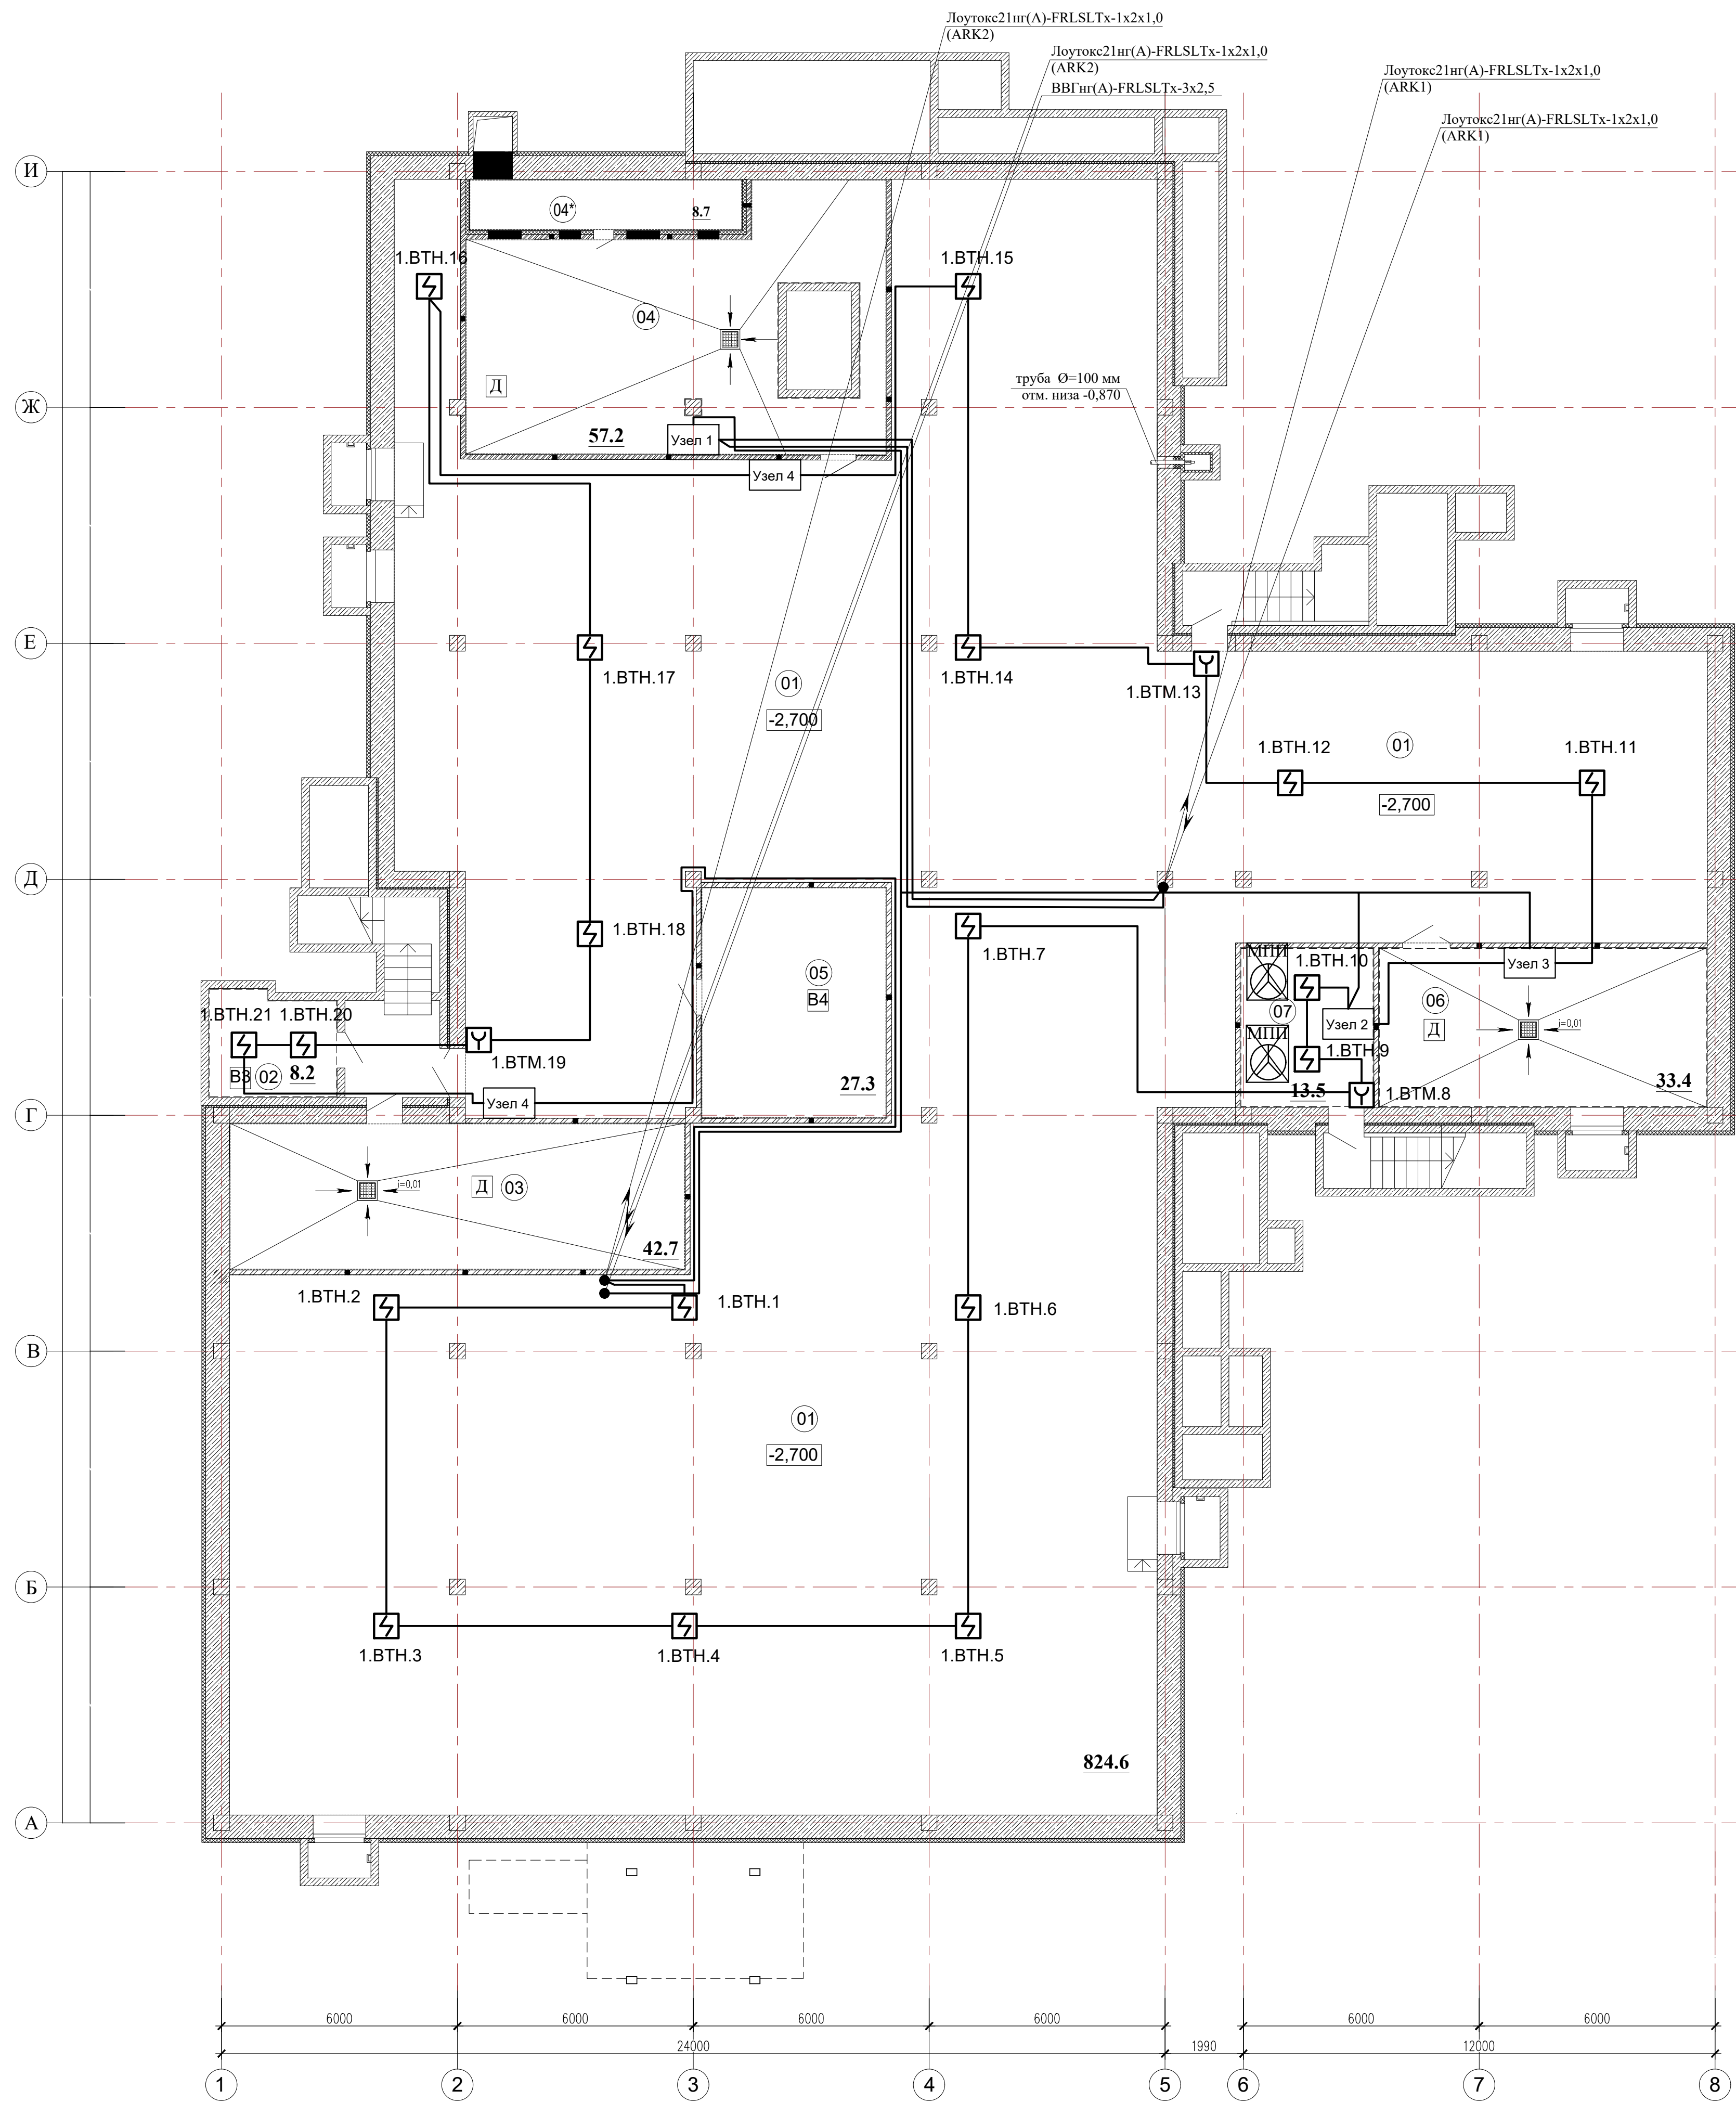 Лоутокс21нг(А)-FRLSLTx-1х2х1,0
(ARK2)
Лоутокс21нг(А)-FRLSLTx-1х2х1,0
(ARK2)
ВВГнг(А)-FRLSLTx-3х2,5
Лоутокс21нг(А)-FRLSLTx-1х2х1,0
(ARK1)
Лоутокс21нг(А)-FRLSLTx-1х2х1,0
(ARK1)
И
04*
8.7
1.ВТН.16
1.ВТН.15
04
Д
труба Ø=100 мм
отм. низа -0,870
Ж
57.2
Узел 1
Узел 4
Е
1.ВТН.17
01
-2,700
1.ВТН.14
1.ВТМ.13
1.ВТН.12
01
1.ВТН.11
-2,700
Д
1.ВТН.18
05
В4
1.ВТН.7
МПИ
1.ВТН.10
Узел 3
06
Д
i=0,01
07
Узел 2
МПИ
1.ВТН.9
1.ВТН.21
1.ВТН.20
1.ВТМ.19
В3
02
8.2
27.3
13.5
1.ВТМ.8
33.4
Узел 4
Г
i=0,01
Д
03
42.7
1.ВТН.2
1.ВТН.1
1.ВТН.6
В
01
-2,700
Б
1.ВТН.3
1.ВТН.4
1.ВТН.5
824.6
А
6000
6000
6000
6000
6000
6000
24000
1990
12000
1
2
3
4
5
6
7
8